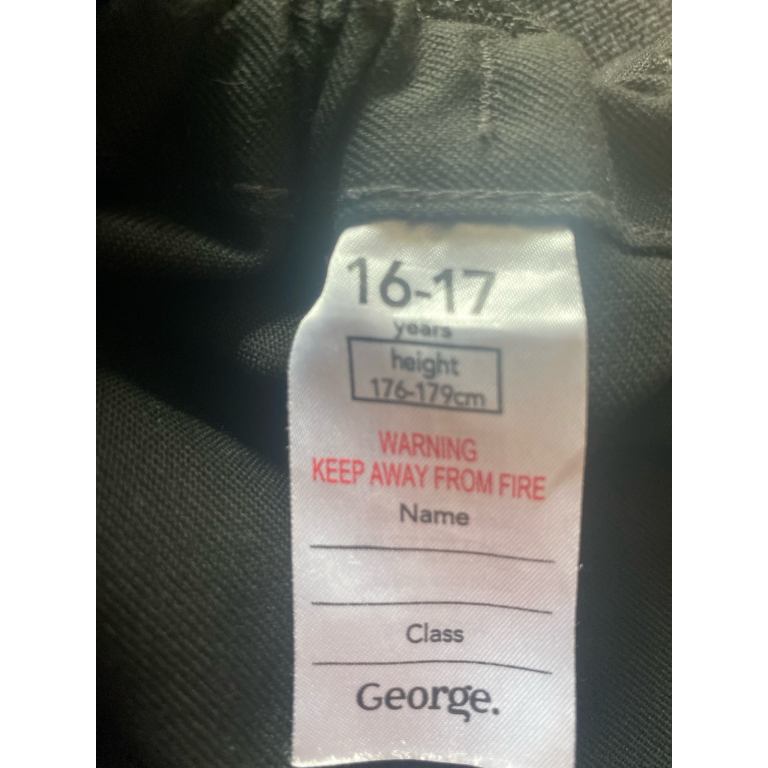 16-17
years
height
176-179cm
WARNING
KEEP AWAY FROM FIRE
Name
Class
George.